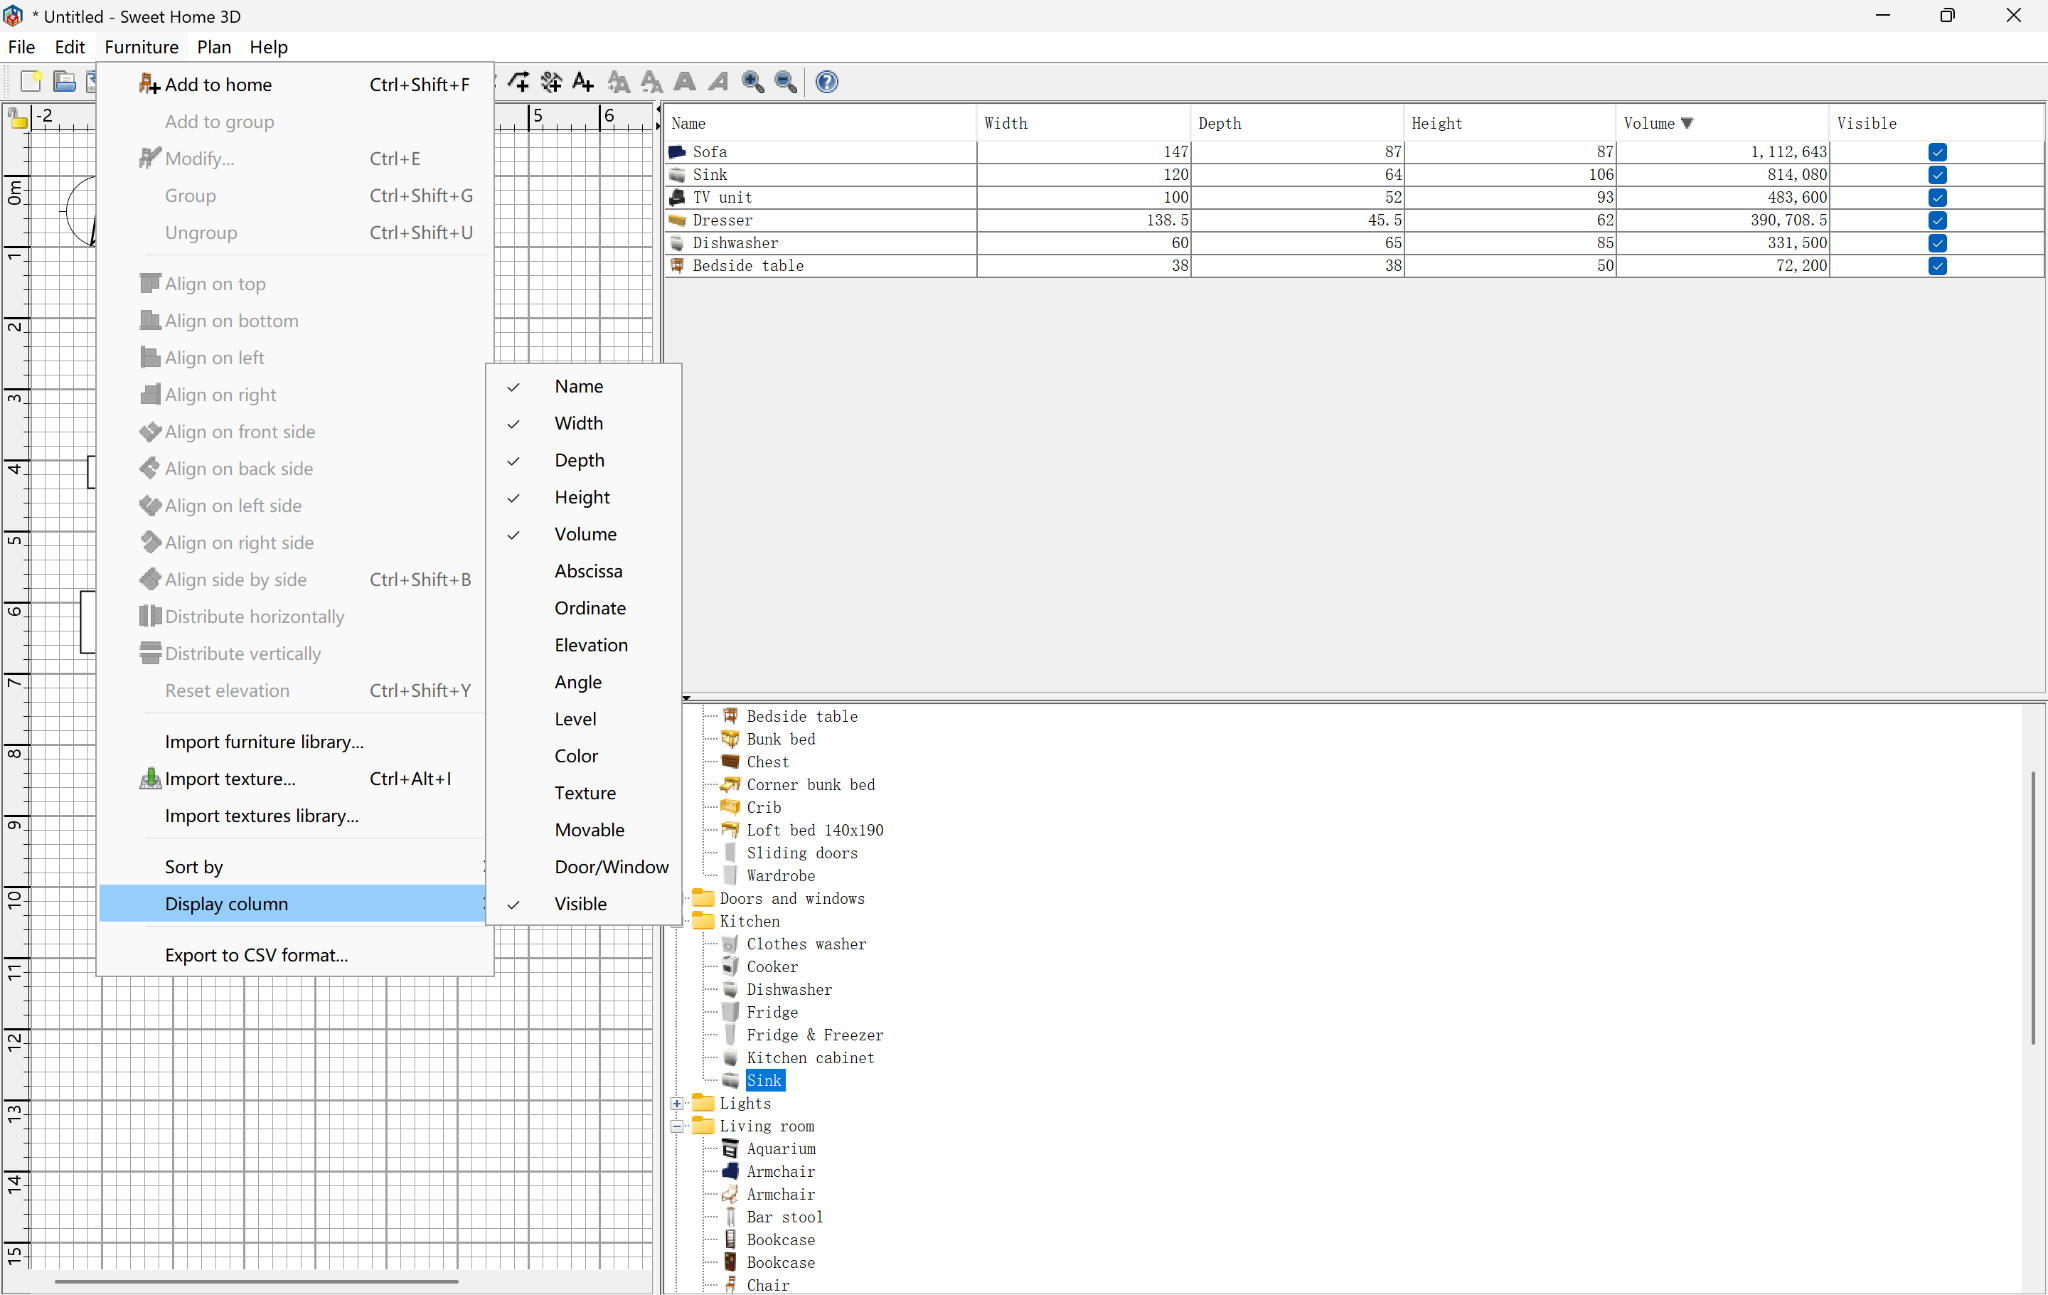 * Untitled - Sweet Home 3D
File Edit Furniture Plan Help
Add to home Ctrl+Shift+F
Add to group
Modify... Ctrl+E
Group Ctrl+Shift+G
Ungroup Ctrl+Shift+U
Align on top
Align on bottom
Align on left
Align on right
Align on front side
Align on back side
Align on left side
Align on right side
Align side by side Ctrl+Shift+B
Distribute horizontally
Distribute vertically
Reset elevation Ctrl+Shift+Y
Import furniture library...
Import texture... Ctrl+Alt+I
Import textures library...
Sort by
Display column
Export to CSV format...
Name
Width
Depth
Height
Volume
Abscissa
Ordinate
Elevation
Angle
Level
Color
Texture
Movable
Door/Window
Visible
-2 5 6
0m
1
2
3
4
5
6
7
8
9
10
11
12
13
14
15
Name Width Depth Height Volume Visible
Sofa 147 87 87 1,112,643
Sink 120 64 106 814,080
TV unit 100 52 93 483,600
Dresser 138.5 45.5 62 390,708.5
Dishwasher 60 65 85 331,500
Bedside table 38 38 50 72,200
Bedside table
Bunk bed
Chest
Corner bunk bed
Crib
Loft bed 140x190
Sliding doors
Wardrobe
Doors and windows
Kitchen
Clothes washer
Cooker
Dishwasher
Fridge
Fridge & Freezer
Kitchen cabinet
Sink
Lights
Living room
Aquarium
Armchair
Armchair
Bar stool
Bookcase
Bookcase
Chair